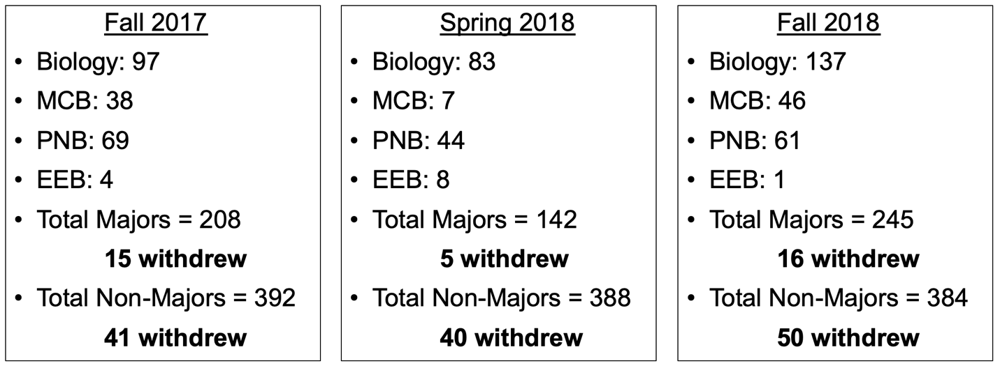 Fall 2017
• Biology: 97
• MCB: 38
• PNB: 69
• EEB: 4
• Total Majors = 208
15 withdrew
• Total Non-Majors = 392
41 withdrew
Spring 2018
• Biology: 83
• MCB: 7
• PNB: 44
• EEB: 8
• Total Majors = 142
5 withdrew
• Total Non-Majors = 388
40 withdrew
Fall 2018
• Biology: 137
• MCB: 46
• PNB: 61
• EEB: 1
• Total Majors = 245
16 withdrew
• Total Non-Majors = 384
50 withdrew